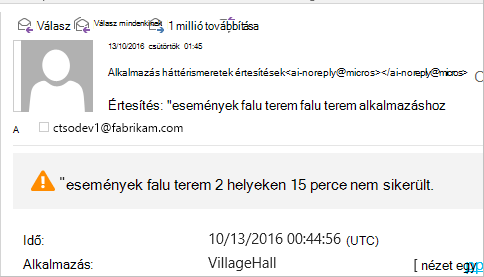 Válasz Válasz mindenkinek 1 millió továbbítása
13/10/2016 csütörtök 01:45
Alkalmazás háttérismeretek értesítések<ai-noreply@micros></ai-noreply@micros>
Értesítés: "események falu terem falu terem alkalmazáshoz
A ctsodev1@fabrikam.com
"események falu terem 2 helyeken 15 perce nem sikerült.
Idő: 10/13/2016 00:44:56 (UTC)
Alkalmazás: VillageHall [ nézet egy